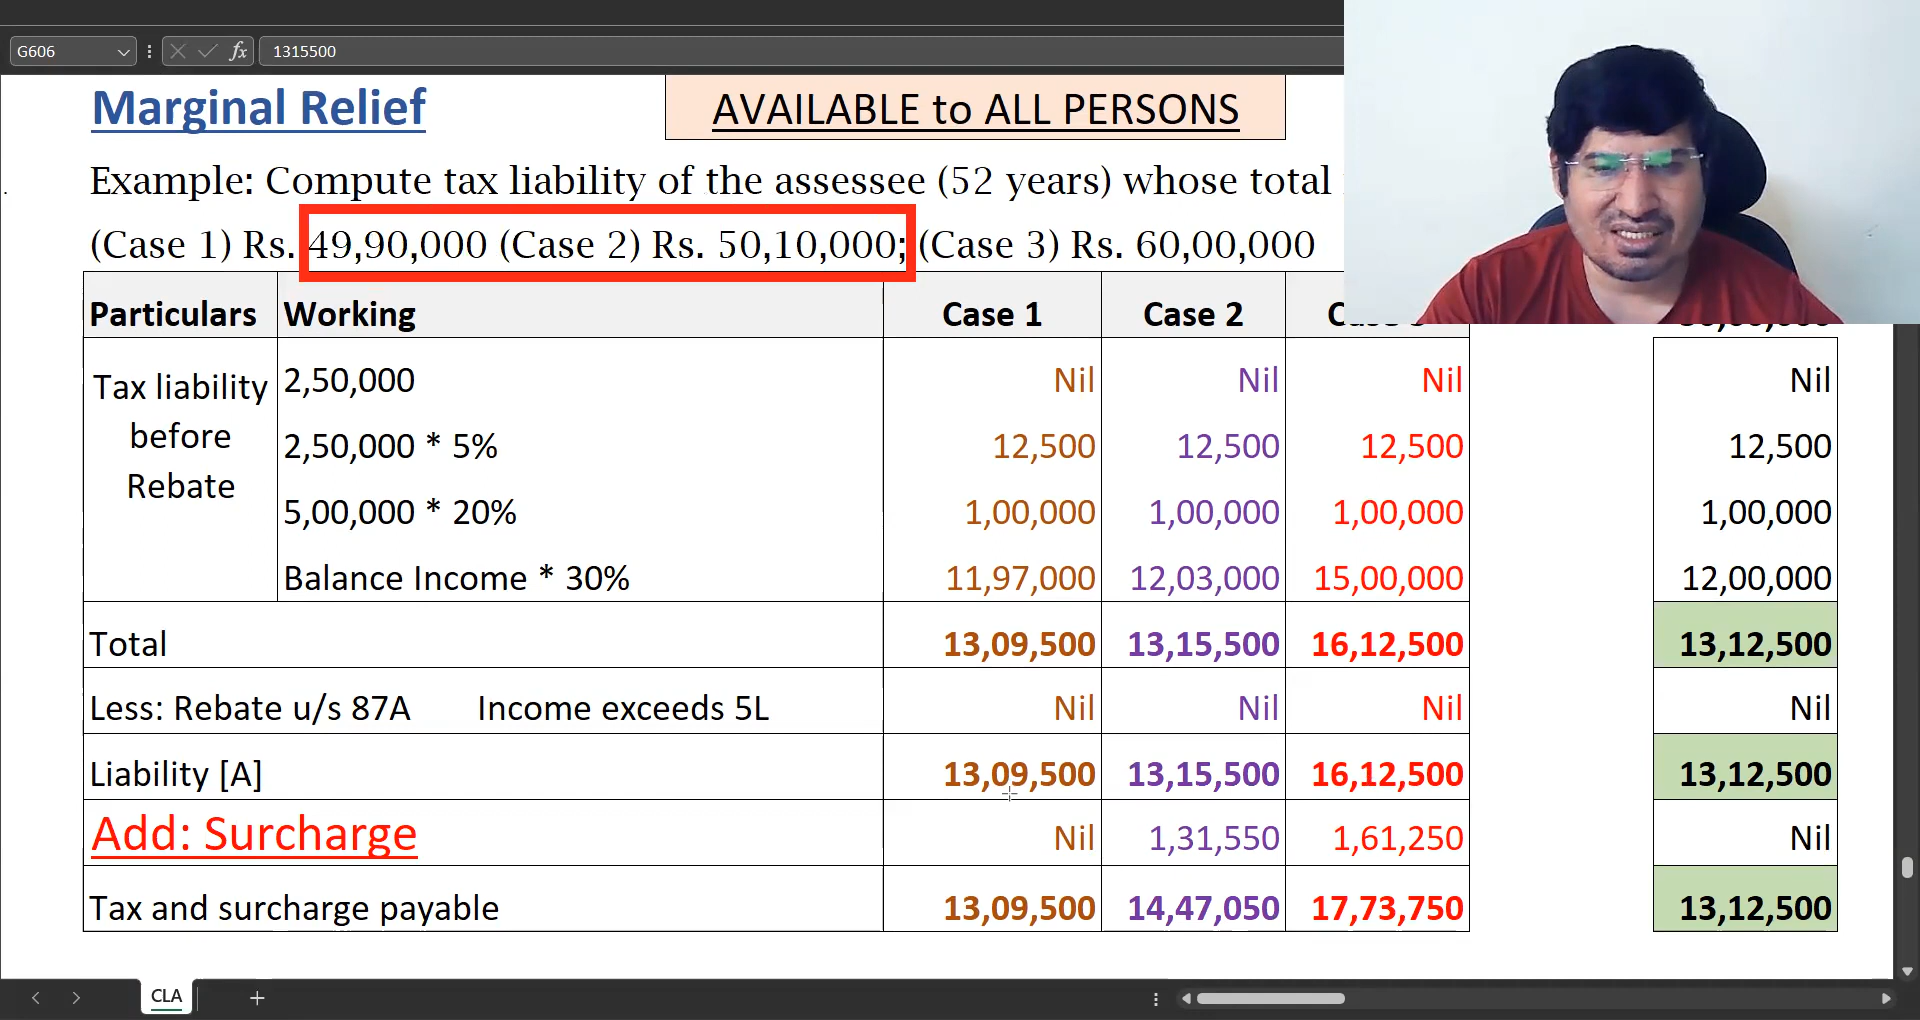 G606
fx
1315500
Marginal Relief
AVAILABLE to ALL PERSONS
Example: Compute tax liability of the assessee (52 years) whose total
(Case 1) Rs. 49,90,000 (Case 2) Rs. 50,10,000; (Case 3) Rs. 60,00,000
Particulars Working Case 1 Case 2
Tax liability before Rebate
2,50,000 Nil Nil Nil Nil
2,50,000 * 5% 12,500 12,500 12,500 12,500
5,00,000 * 20% 1,00,000 1,00,000 1,00,000 1,00,000
Balance Income * 30% 11,97,000 12,03,000 15,00,000 12,00,000
Total 13,09,500 13,15,500 16,12,500 13,12,500
Less: Rebate u/s 87A Income exceeds 5L Nil Nil Nil Nil
Liability [A] 13,09,500 13,15,500 16,12,500 13,12,500
Add: Surcharge Nil 1,31,550 1,61,250 Nil
Tax and surcharge payable 13,09,500 14,47,050 17,73,750 13,12,500
CLA